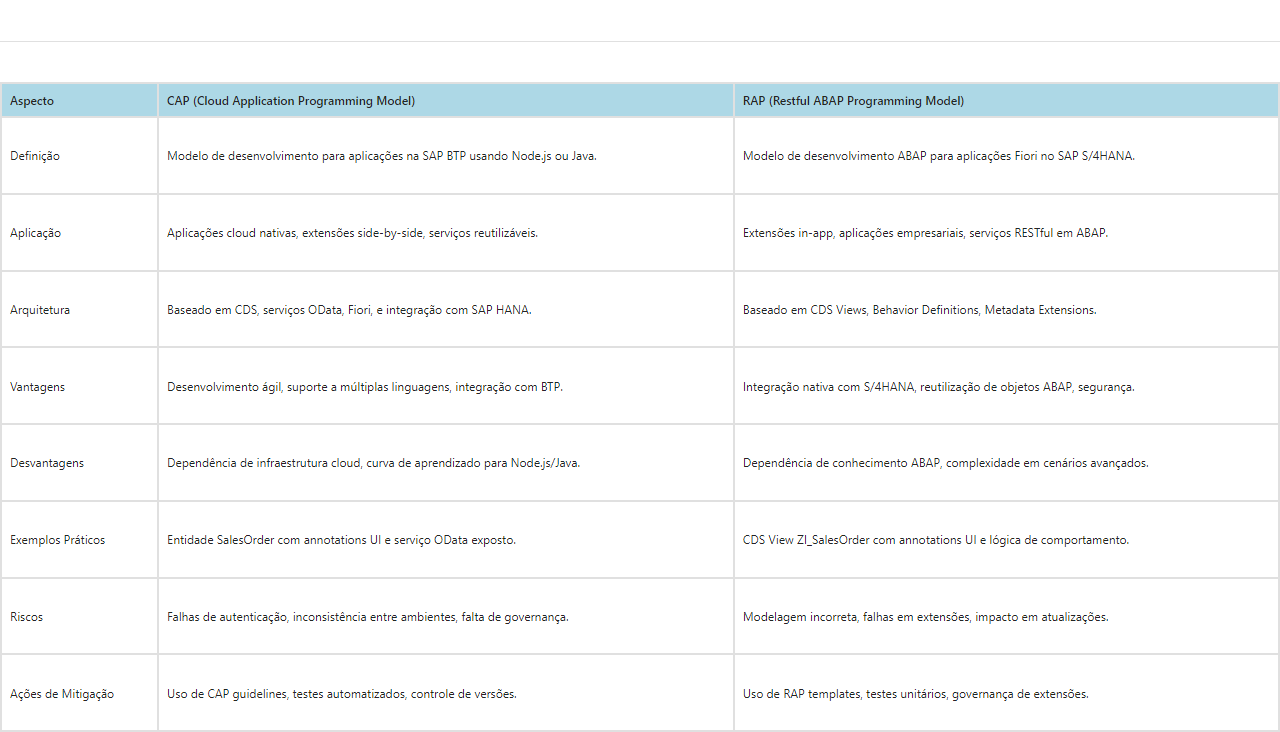 Aspecto CAP (Cloud Application Programming Model) RAP (Restful ABAP Programming Model)
Definição Modelo de desenvolvimento para aplicações na SAP BTP usando Node.js ou Java. Modelo de desenvolvimento ABAP para aplicações Fiori no SAP S/4HANA.
Aplicação Aplicações cloud nativas, extensões side-by-side, serviços reutilizáveis. Extensões in-app, aplicações empresariais, serviços RESTful em ABAP.
Arquitetura Baseado em CDS, serviços OData, Fiori, e integração com SAP HANA. Baseado em CDS Views, Behavior Definitions, Metadata Extensions.
Vantagens Desenvolvimento ágil, suporte a múltiplas linguagens, integração com BTP. Integração nativa com S/4HANA, reutilização de objetos ABAP, segurança.
Desvantagens Dependência de infraestrutura cloud, curva de aprendizado para Node.js/Java. Dependência de conhecimento ABAP, complexidade em cenários avançados.
Exemplos Práticos Entidade SalesOrder com annotations UI e serviço OData exposto. CDS View ZI_SalesOrder com annotations UI e lógica de comportamento.
Riscos Falhas de autenticação, inconsistência entre ambientes, falta de governança. Modelagem incorreta, falhas em extensões, impacto em atualizações.
Ações de Mitigação Uso de CAP guidelines, testes automatizados, controle de versões. Uso de RAP templates, testes unitários, governança de extensões.